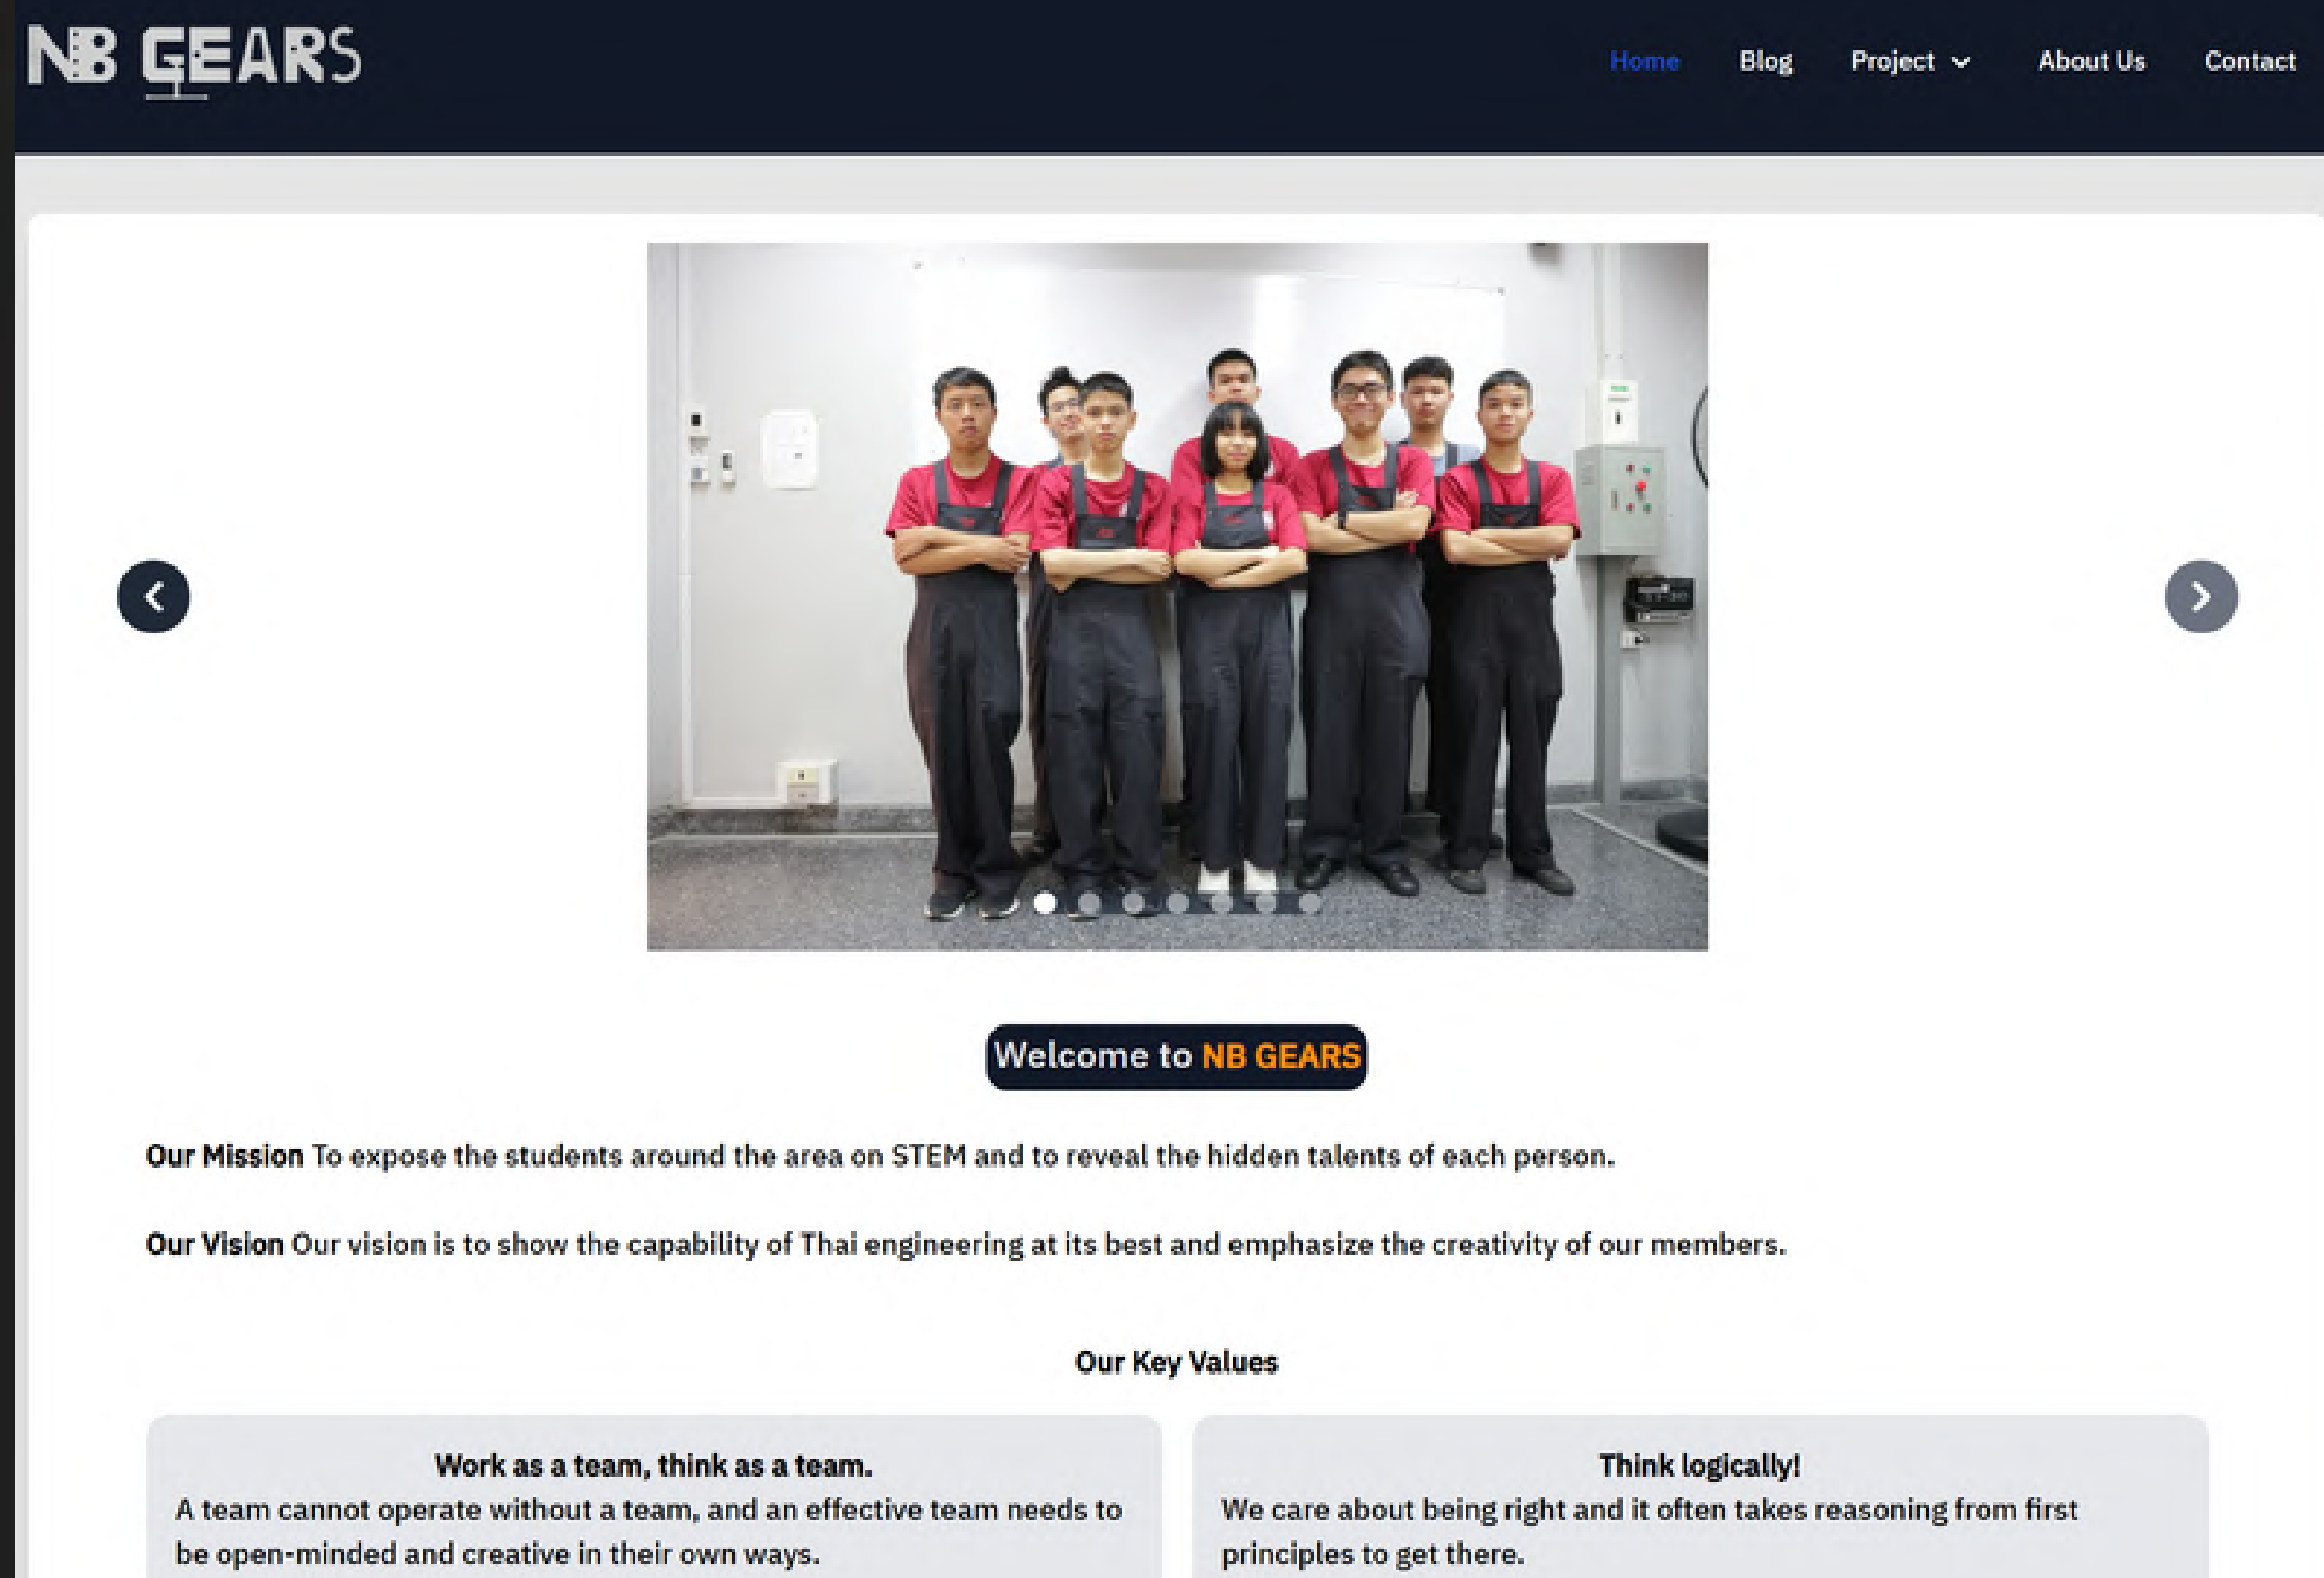 NB GEARS
Home Blog Project About Us Contact
Welcome to NB GEARS
Our Mission To expose the students around the area on STEM and to reveal the hidden talents of each person.
Our Vision Our vision is to show the capability of Thai engineering at its best and emphasize the creativity of our members.
Our Key Values
Work as a team, think as a team.
A team cannot operate without a team, and an effective team needs to
be open-minded and creative in their own ways.
Think logically!
We care about being right and it often takes reasoning from first
principles to get there.